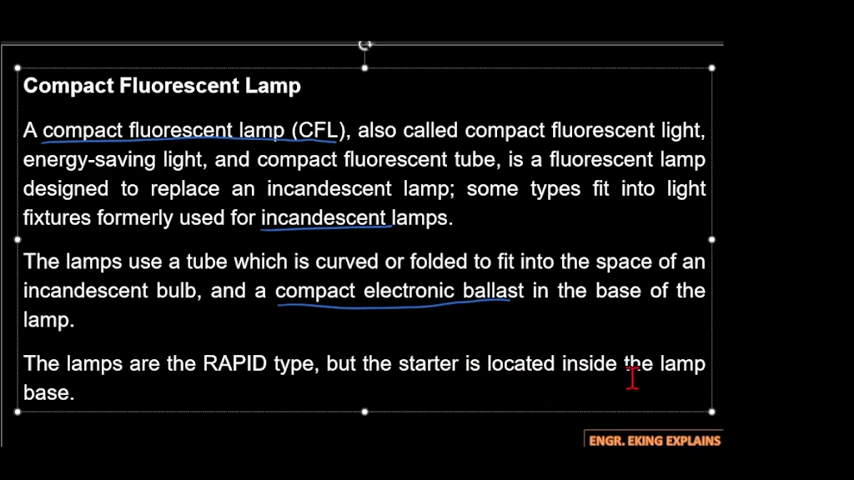 Compact Fluorescent Lamp
A compact fluorescent lamp (CFL), also called compact fluorescent light,
energy-saving light, and compact fluorescent tube, is a fluorescent lamp
designed to replace an incandescent lamp; some types fit into light
fixtures formerly used for incandescent lamps.
The lamps use a tube which is curved or folded to fit into the space of an
incandescent bulb, and a compact electronic ballast in the base of the
lamp.
The lamps are the RAPID type, but the starter is located inside the lamp
base.
ENGR. EKING EXPLAINS